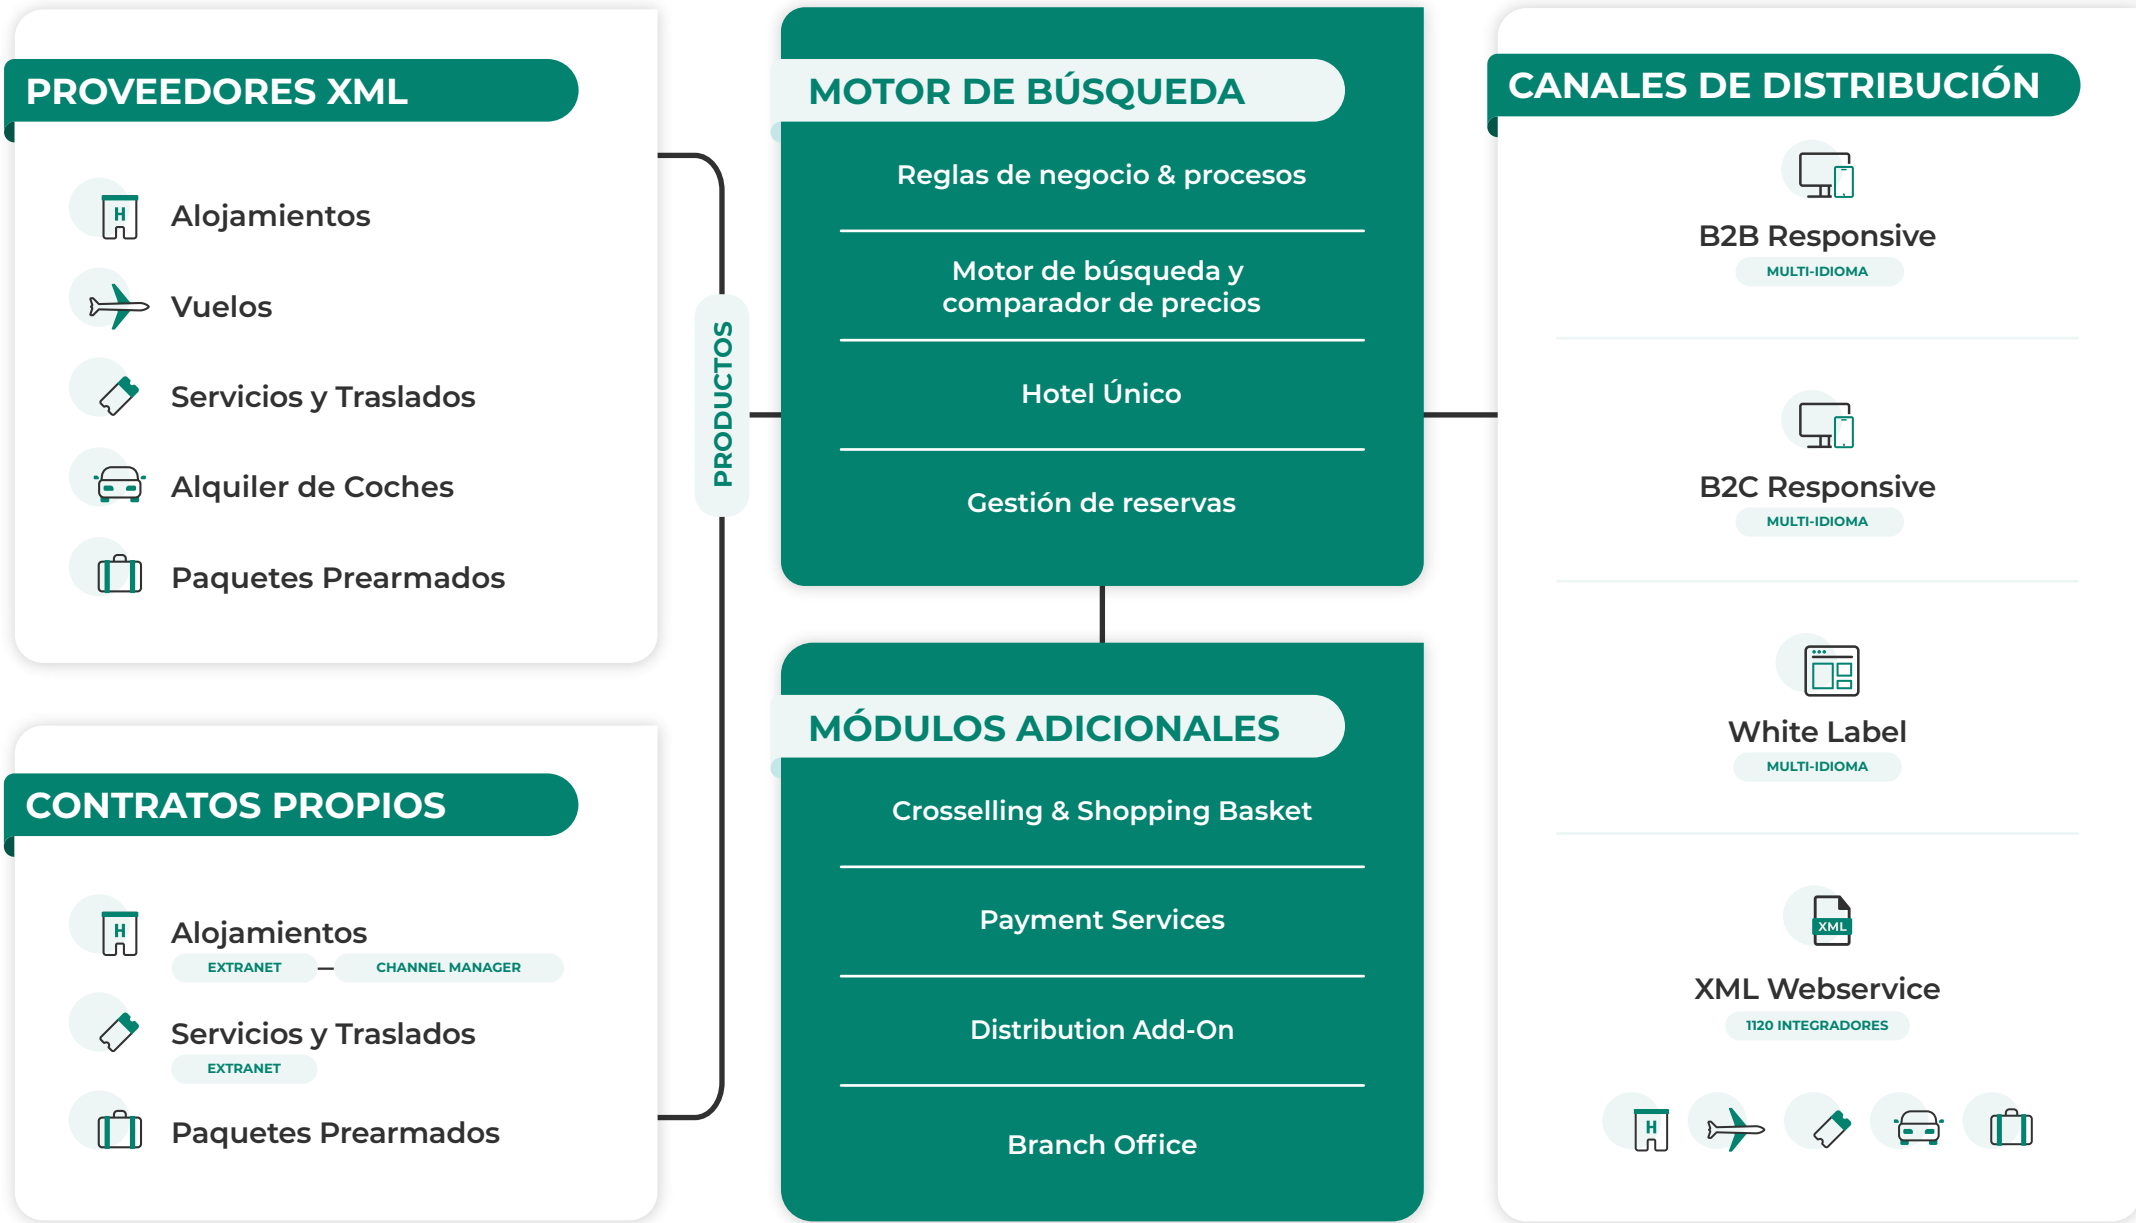 PROVEEDORES XML
H
Alojamientos
Vuelos
Servicios y Traslados
Alquiler de Coches
Paquetes Prearmados
CONTRATOS PROPIOS
H
Alojamientos
EXTRANET — CHANNEL MANAGER
Servicios y Traslados
EXTRANET
Paquetes Prearmados
PRODUCTOS
MOTOR DE BÚSQUEDA
Reglas de negocio & procesos
Motor de búsqueda y
comparador de precios
Hotel Único
Gestión de reservas
MÓDULOS ADICIONALES
Crosselling & Shopping Basket
Payment Services
Distribution Add-On
Branch Office
CANALES DE DISTRIBUCIÓN
B2B Responsive
MULTI-IDIOMA
B2C Responsive
MULTI-IDIOMA
White Label
MULTI-IDIOMA
XML
XML Webservice
1120 INTEGRADORES
H